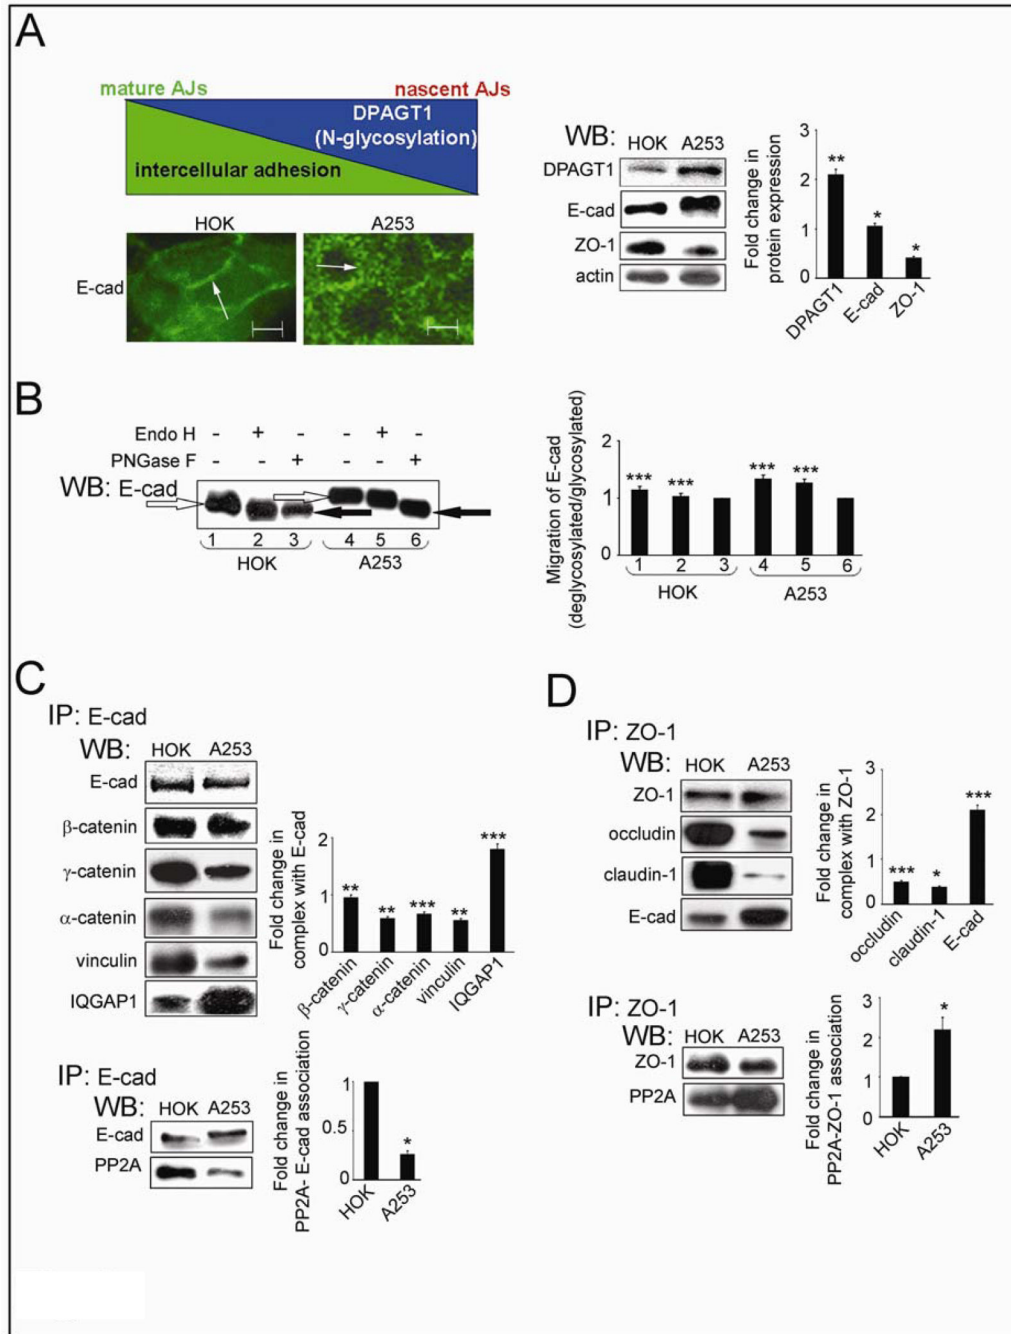 A
mature AJs
nascent AJs
DPAGT1
(N-glycosylation)
intercellular adhesion
HOK
A253
E-cad
WB: HOK A253
DPAGT1
E-cad
ZO-1
actin
Fold change in
protein expression
3
2
1
0
**
*
*
DPAGT1
E-cad
ZO-1
B
Endo H - + - - + -
PNGase F - - + - - +
WB: E-cad
1 2 3 4 5 6
HOK A253
Migration of E-cad
(deglycosylated/glycosylated)
2
1
0
*** *** *** ***
1 2 3 4 5 6
HOK A253
C
IP: E-cad
WB: HOK A253
E-cad
β-catenin
γ-catenin
α-catenin
vinculin
IQGAP1
Fold change in
complex with E-cad
2
1
0
** ** *** ** ***
β-catenin
γ-catenin
α-catenin
vinculin
IQGAP1
IP: E-cad
WB: HOK A253
E-cad
PP2A
Fold change in
PP2A- E-cad association
1
0.5
0
*
HOK
A253
D
IP: ZO-1
WB: HOK A253
ZO-1
occludin
claudin-1
E-cad
Fold change in
complex with ZO-1
3
2
1
0
*** * ***
occludin
claudin-1
E-cad
IP: ZO-1
WB: HOK A253
ZO-1
PP2A
Fold change in
PP2A-ZO-1 association
3
2
1
0
*
HOK
A253